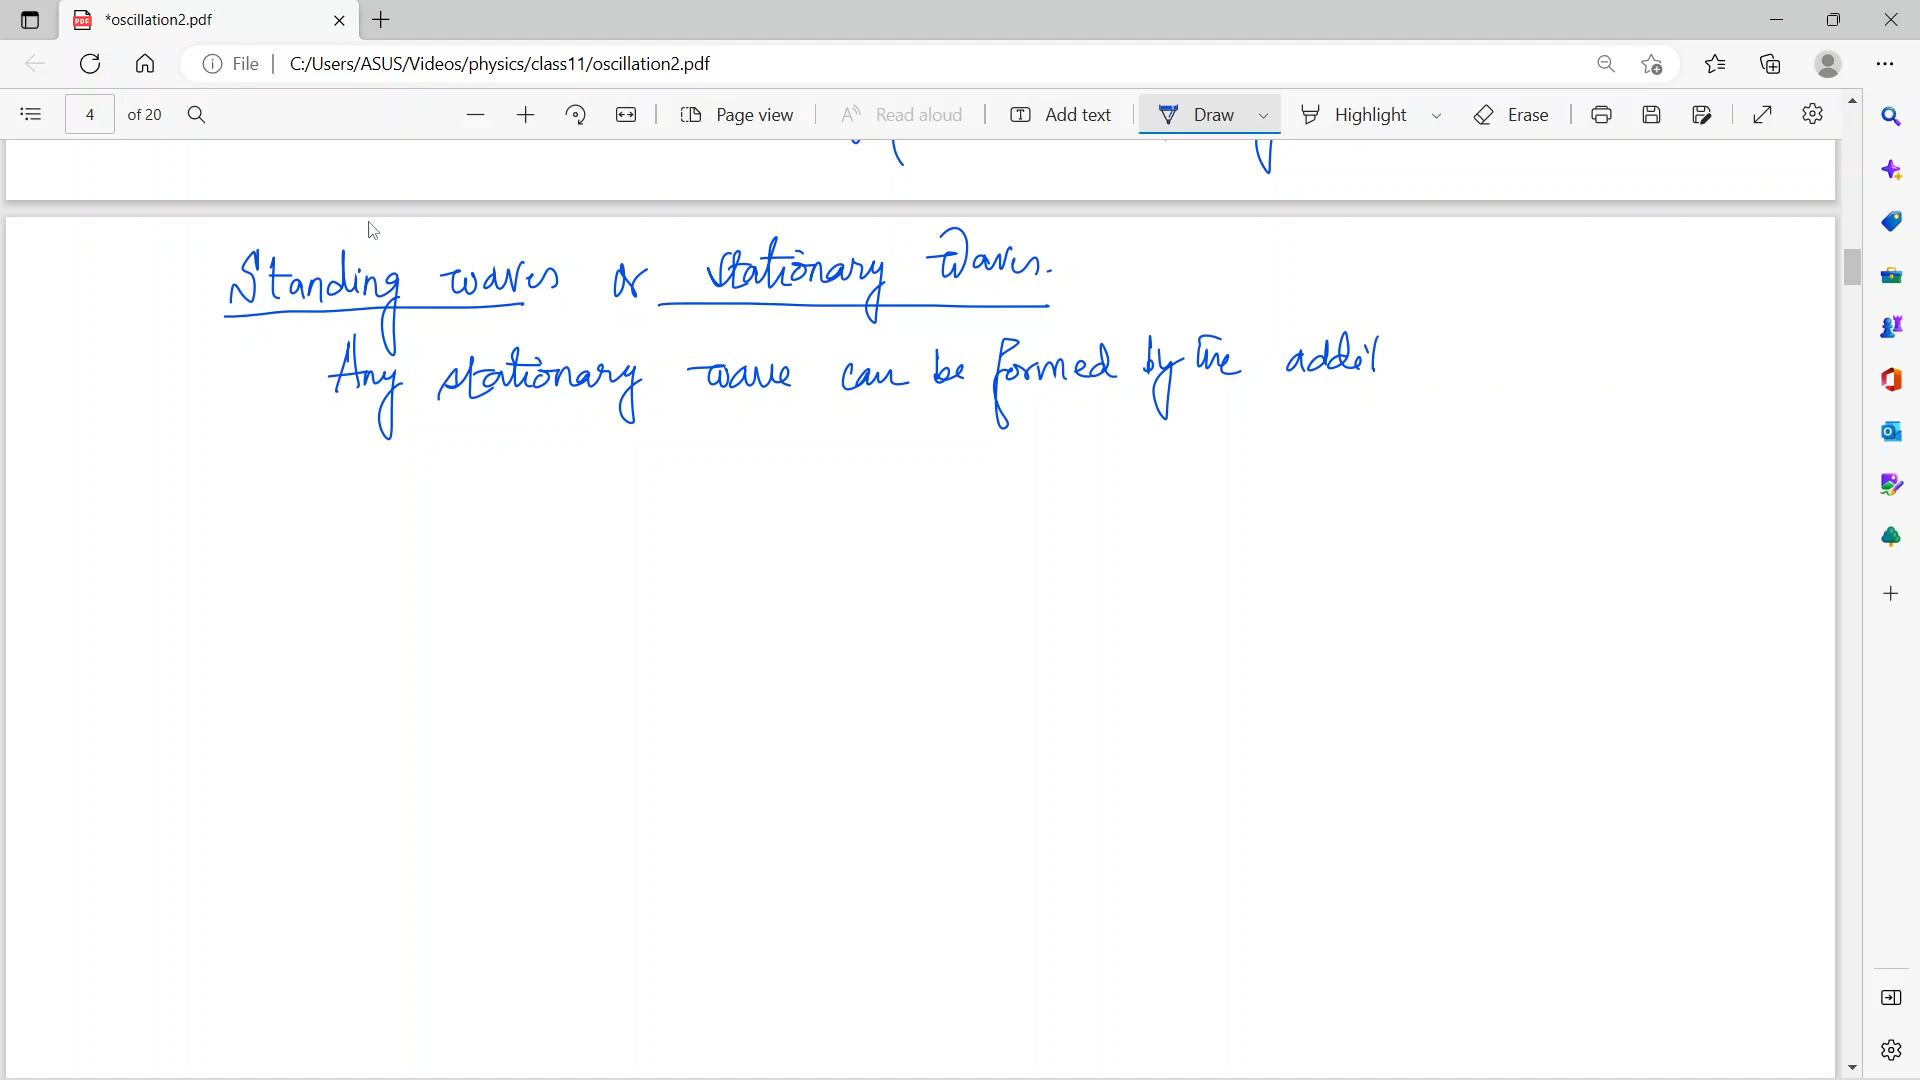 *oscillation2.pdf
File C:/Users/ASUS/Videos/physics/class11/oscillation2.pdf
4 of 20 Page view Read aloud Add text Draw Highlight Erase
Standing waves or stationary Waves.
Any stationary wave can be formed by the addit